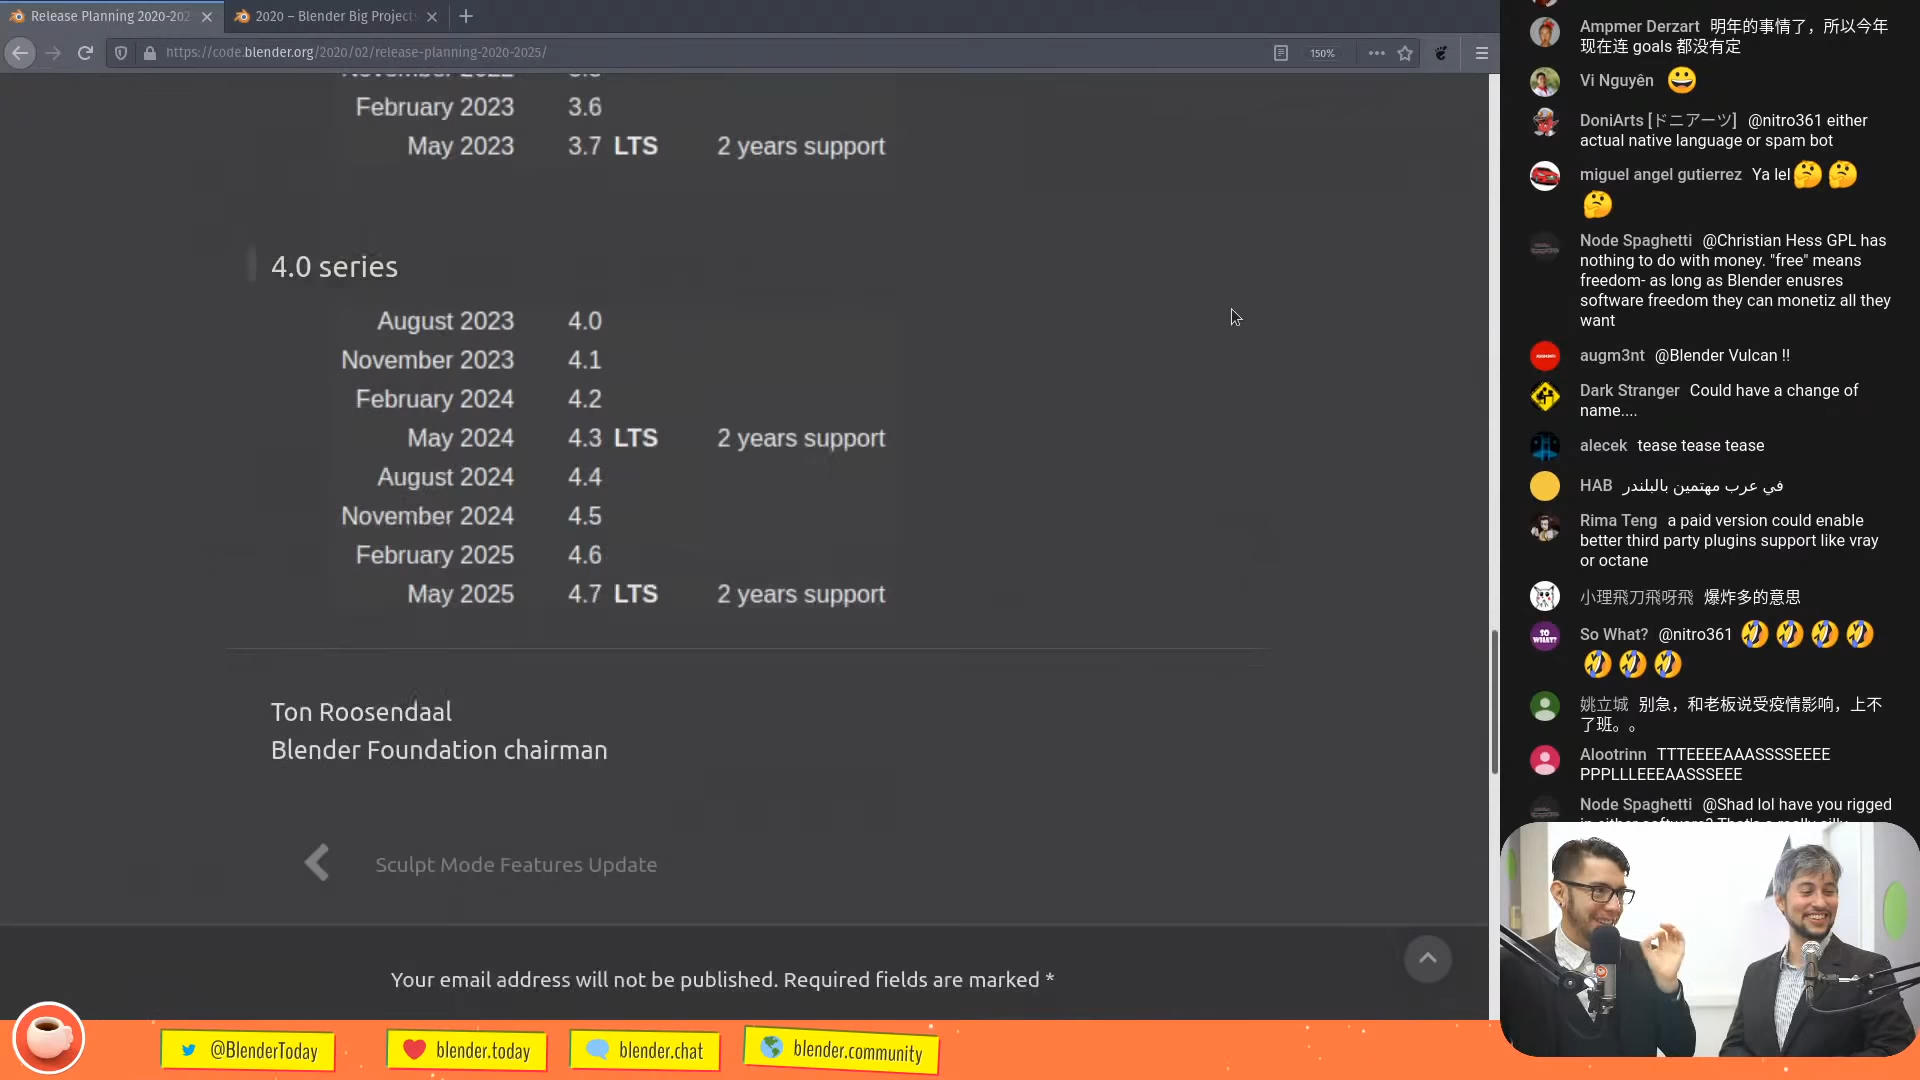 Release Planning 2020-202
2020 – Blender Big Project
https://code.blender.org/2020/02/release-planning-2020-2025/
150%
February 2023 3.6
May 2023 3.7 LTS 2 years support
4.0 series
August 2023 4.0
November 2023 4.1
February 2024 4.2
May 2024 4.3 LTS 2 years support
August 2024 4.4
November 2024 4.5
February 2025 4.6
May 2025 4.7 LTS 2 years support
Ton Roosendaal
Blender Foundation chairman
Sculpt Mode Features Update
Your email address will not be published. Required fields are marked *
@BlenderToday
blender.today
blender.chat
blender.community
Ampmer Derzart 明年的事情了，所以今年
现在连 goals 都没有定
Vi Nguyên
DoniArts [ドニアーツ] @nitro361 either
actual native language or spam bot
miguel angel gutierrez Ya lel
Node Spaghetti @Christian Hess GPL has
nothing to do with money. "free" means
freedom- as long as Blender enusres
software freedom they can monetiz all they
want
augm3nt @Blender Vulcan !!
Dark Stranger Could have a change of
name....
alecek tease tease tease
HAB في عرب مهتمين بالبلندر
Rima Teng a paid version could enable
better third party plugins support like vray
or octane
小理飛刀飛呀飛 爆炸多的意思
SO WHAT?
So What? @nitro361
姚立城 别急，和老板说受疫情影响，上不
了班。。
Alootrinn TTTEEEEAAASSSSEEEE
PPPLLLEEEAASSSEEE
Node Spaghetti @Shad lol have you rigged